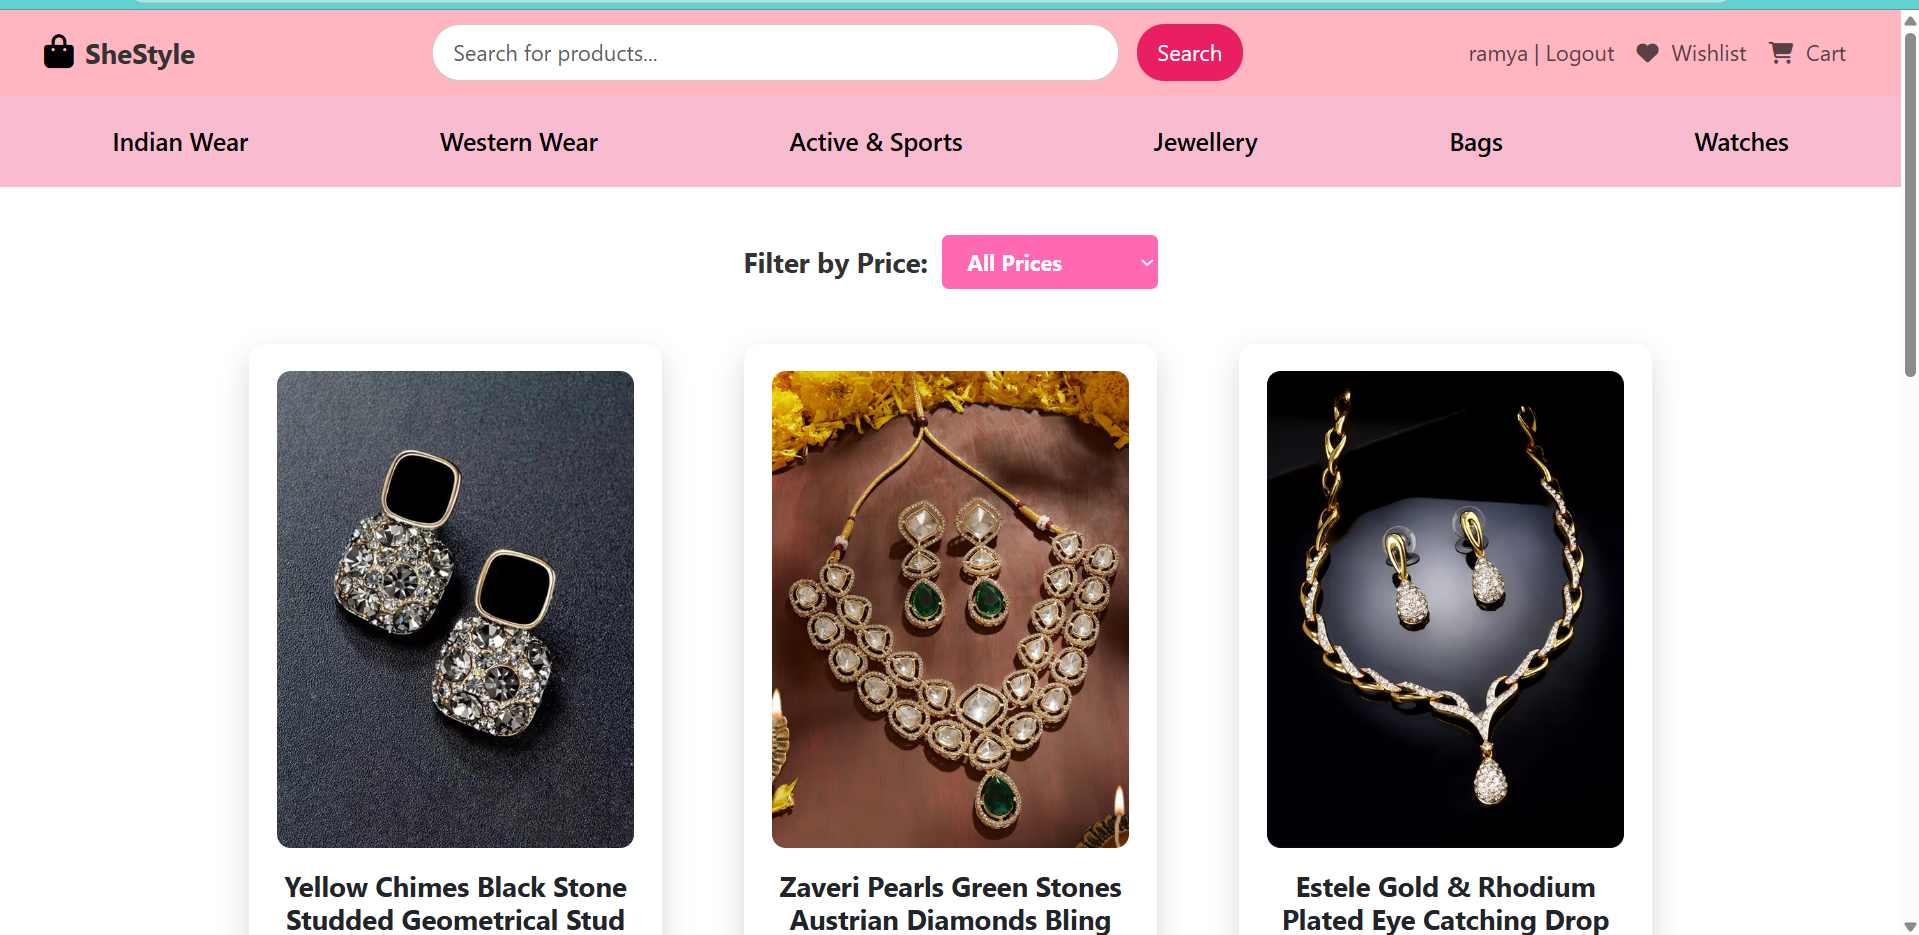 SheStyle
Search for products...
Search
ramya | Logout
Wishlist
Cart
Indian Wear
Western Wear
Active & Sports
Jewellery
Bags
Watches
Filter by Price:
All Prices
Yellow Chimes Black Stone
Studded Geometrical Stud
Zaveri Pearls Green Stones
Austrian Diamonds Bling
Estele Gold & Rhodium
Plated Eye Catching Drop